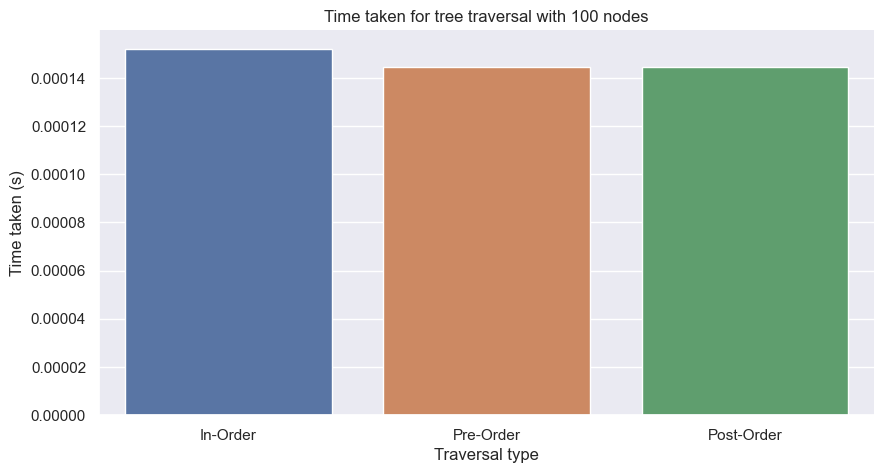 Time taken for tree traversal with 100 nodes
Time taken (s)
0.00014
0.00012
0.00010
0.00008
0.00006
0.00004
0.00002
0.00000
In-Order
Pre-Order
Post-Order
Traversal type